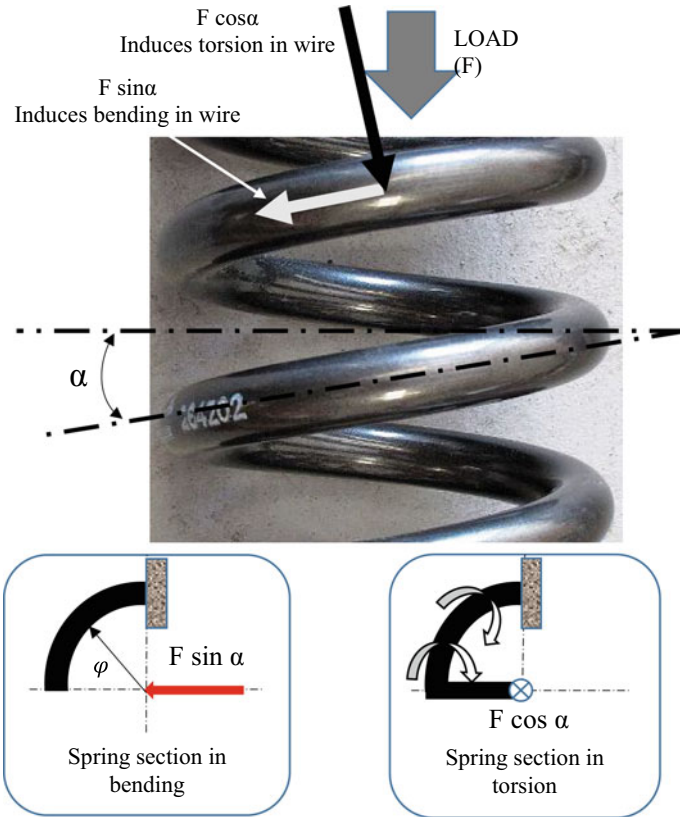 F cosα
Induces torsion in wire
LOAD
(F)
F sinα
Induces bending in wire
α
264202
φ
F sin α
Spring section in
bending
F cos α
Spring section in
torsion